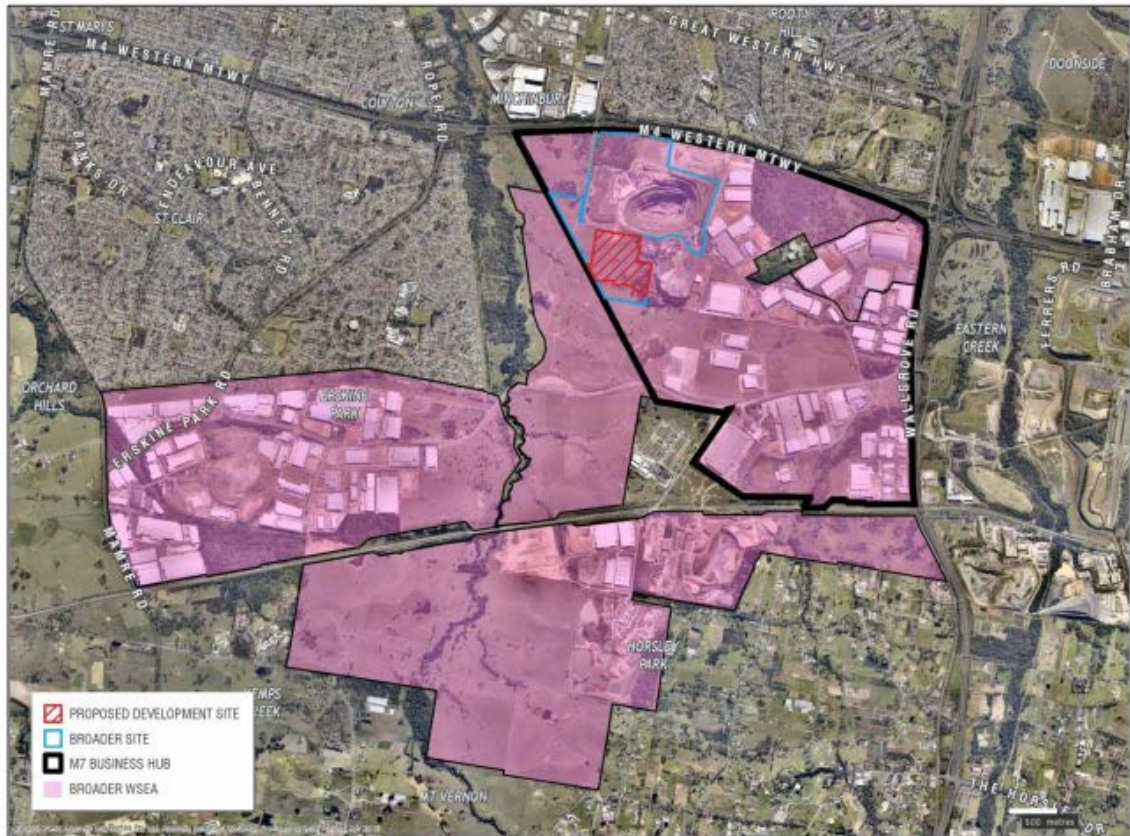 MAMRE RD
ST MARYS
M4 WESTERN MTWY
ROPER RD
COLYTON
MINCHINBURY
GREAT WESTERN HWY
ROOTY
HILL
DOONSIDE
M4 WESTERN MTWY
BANKS DR
ENDEAVOUR AVE
BENNETT RD
ST CLAIR
BRABHAM DR
FERRERS RD
EASTERN
CREEK
WALLGROVE RD
ORCHARD
HILLS
ERSKINE PARK RD
ERSKINE
PARK
MAMRE RD
HORSLEY
PARK
KEMPS
CREEK
MT VERNON
THE HORSLEY
DR
500 metres
PROPOSED DEVELOPMENT SITE
BROADER SITE
M7 BUSINESS HUB
BROADER WSEA